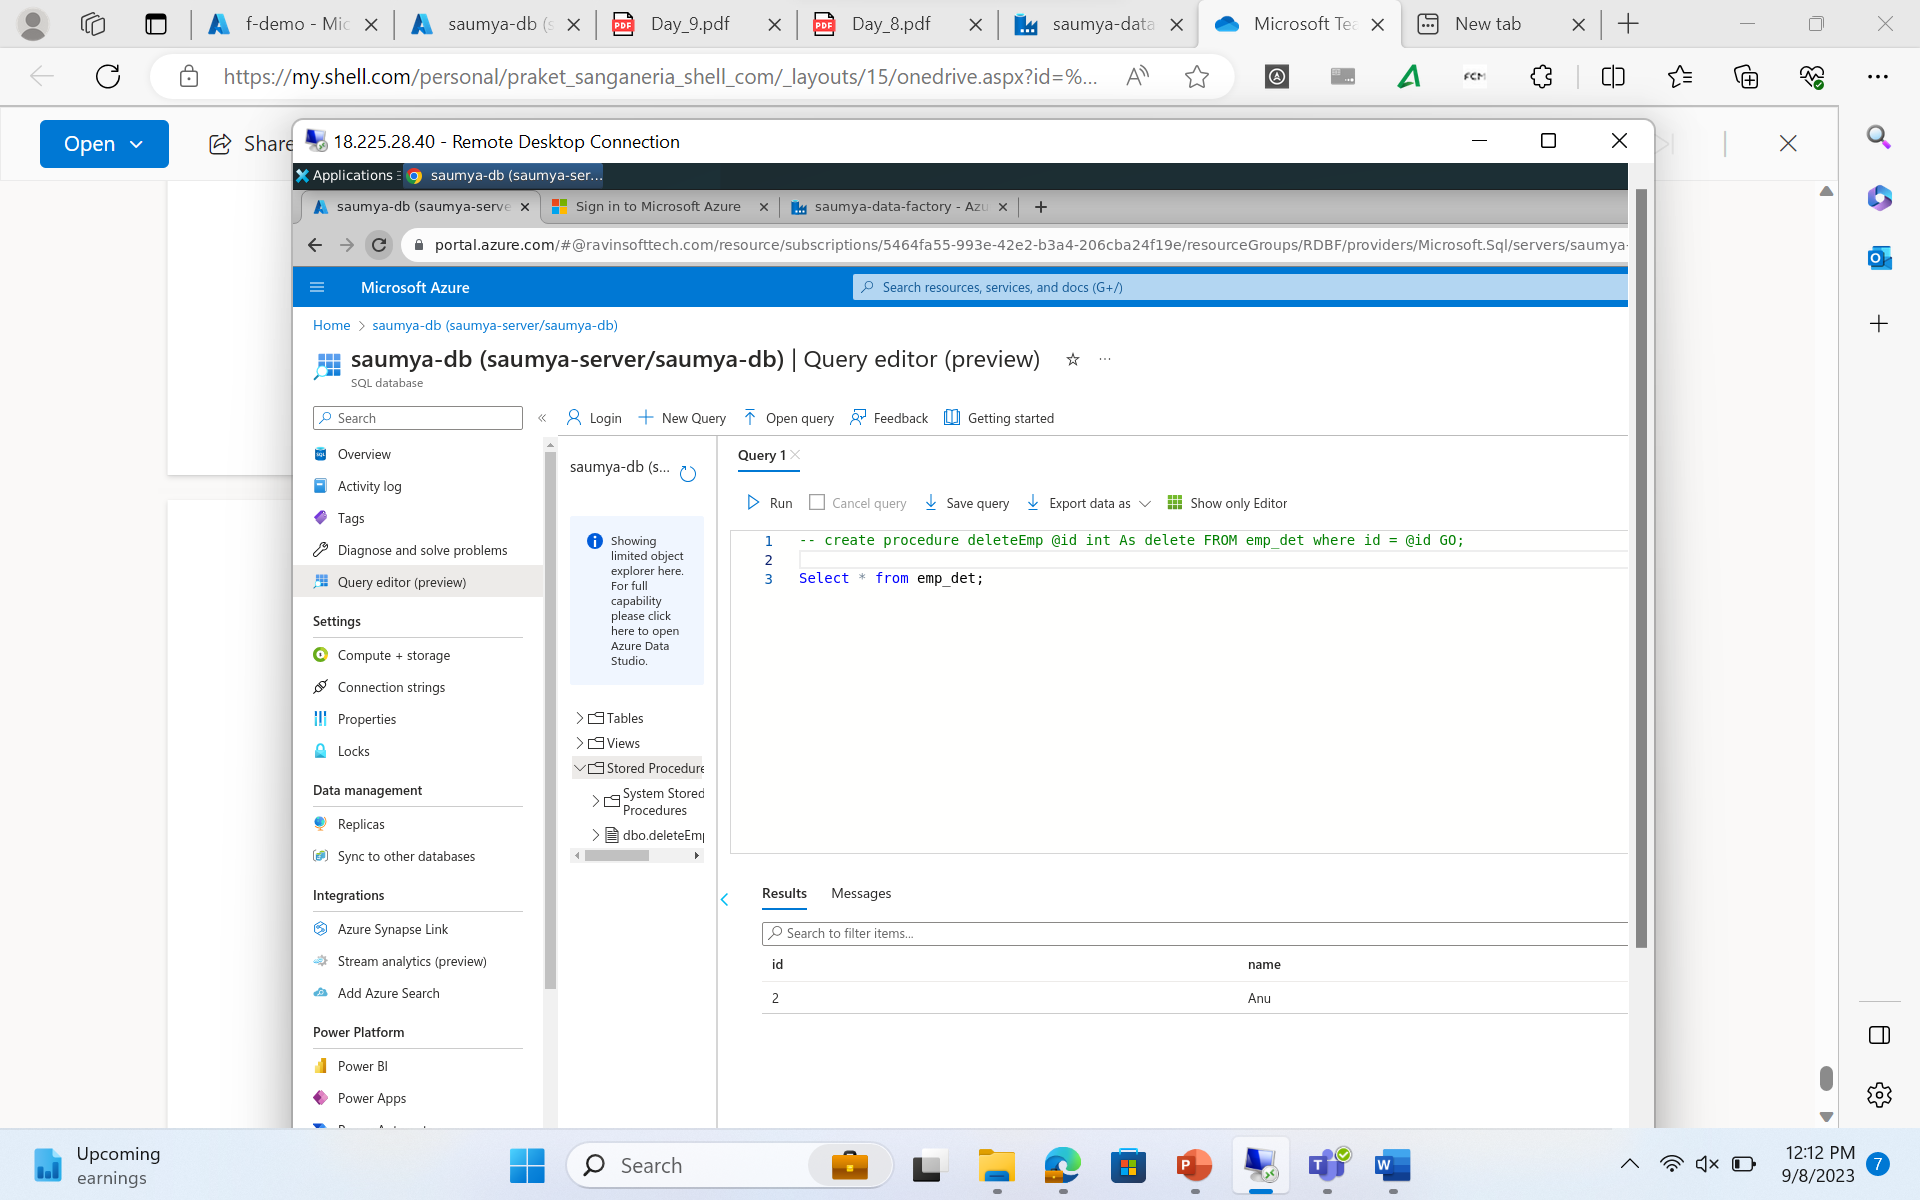 f-demo - Mic
saumya-db (s
Day_9.pdf
Day_8.pdf
saumya-data
Microsoft Tea
New tab
https://my.shell.com/personal/praket_sanganeria_shell_com/_layouts/15/onedrive.aspx?id=%...
FCM
Open
Share
18.225.28.40 - Remote Desktop Connection
Applications
saumya-db (saumya-ser...
saumya-db (saumya-serve
Sign in to Microsoft Azure
saumya-data-factory - Azu
portal.azure.com/#@ravinsofttech.com/resource/subscriptions/5464fa55-993e-42e2-b3a4-206cba24f19e/resourceGroups/RDBF/providers/Microsoft.Sql/servers/saumya-
Microsoft Azure
Search resources, services, and docs (G+/)
Home > saumya-db (saumya-server/saumya-db)
saumya-db (saumya-server/saumya-db) | Query editor (preview)
SQL database
Search
Login
New Query
Open query
Feedback
Getting started
Overview
Activity log
Tags
Diagnose and solve problems
Query editor (preview)
Settings
Compute + storage
Connection strings
Properties
Locks
Data management
Replicas
Sync to other databases
Integrations
Azure Synapse Link
Stream analytics (preview)
Add Azure Search
Power Platform
Power BI
Power Apps
saumya-db (s...
Showing
limited object
explorer here.
For full
capability
please click
here to open
Azure Data
Studio.
Tables
Views
Stored Procedure
System Stored
Procedures
dbo.deleteEmp
Query 1
Run
Cancel query
Save query
Export data as
Show only Editor
1 -- create procedure deleteEmp @id int As delete FROM emp_det where id = @id GO;
2
3 Select * from emp_det;
Results
Messages
Search to filter items...
id name
2 Anu
Upcoming
earnings
Search
12:12 PM
9/8/2023
7